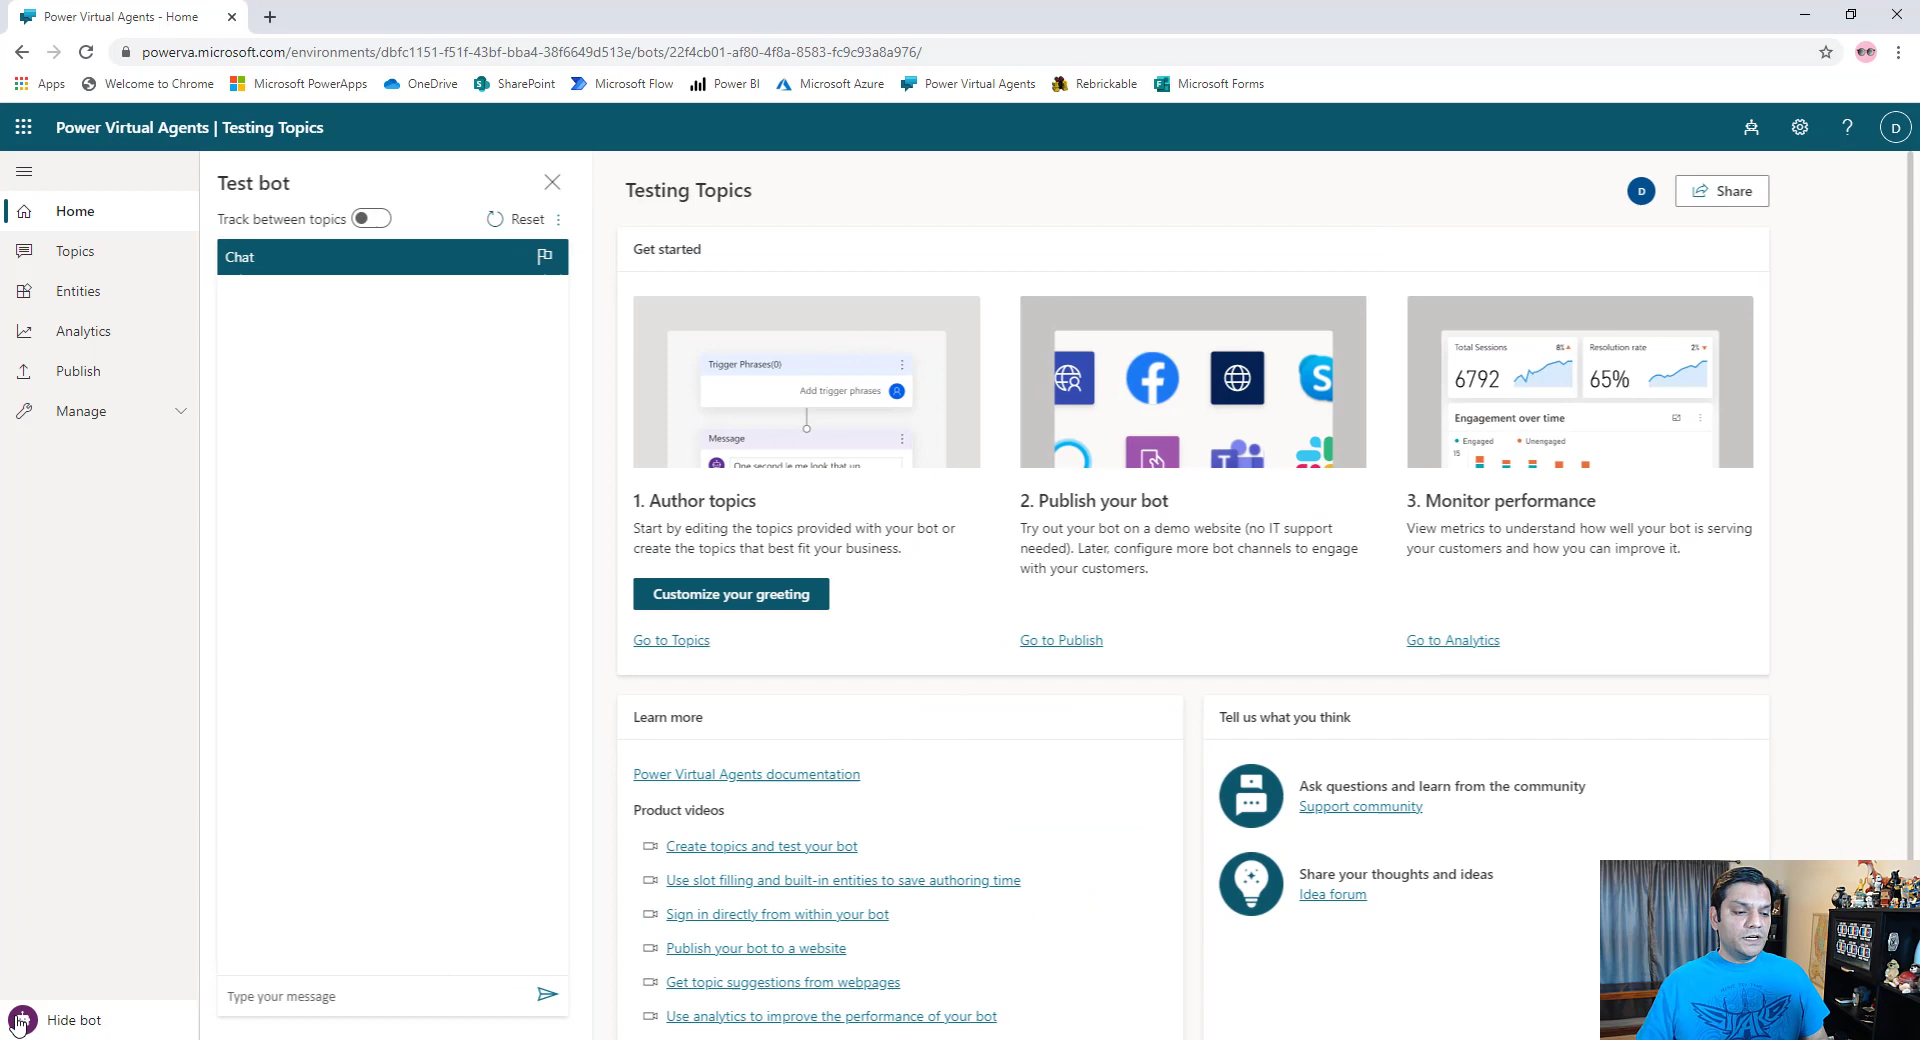 Power Virtual Agents - Home
powerva.microsoft.com/environments/dbfc1151-f51f-43bf-bba4-38f6649d513e/bots/22f4cb01-af80-4f8a-8583-fc9c93a8a976/
Apps Welcome to Chrome Microsoft PowerApps OneDrive SharePoint Microsoft Flow Power BI Microsoft Azure Power Virtual Agents Rebrickable Microsoft Forms
Power Virtual Agents | Testing Topics
D
Home
Topics
Entities
Analytics
Publish
Manage
Hide bot
Test bot
Track between topics
Reset
Chat
Type your message
Testing Topics
D
Share
Get started
Trigger Phrases(0)
Add trigger phrases
Message
One second le me look that up
1. Author topics
Start by editing the topics provided with your bot or
create the topics that best fit your business.
Customize your greeting
Go to Topics
2. Publish your bot
Try out your bot on a demo website (no IT support
needed). Later, configure more bot channels to engage
with your customers.
Go to Publish
Total Sessions 8%
6792
Resolution rate 2%
65%
Engagement over time
Engaged Unengaged
15
3. Monitor performance
View metrics to understand how well your bot is serving
your customers and how you can improve it.
Go to Analytics
Learn more
Power Virtual Agents documentation
Product videos
Create topics and test your bot
Use slot filling and built-in entities to save authoring time
Sign in directly from within your bot
Publish your bot to a website
Get topic suggestions from webpages
Use analytics to improve the performance of your bot
Tell us what you think
Ask questions and learn from the community
Support community
Share your thoughts and ideas
Idea forum